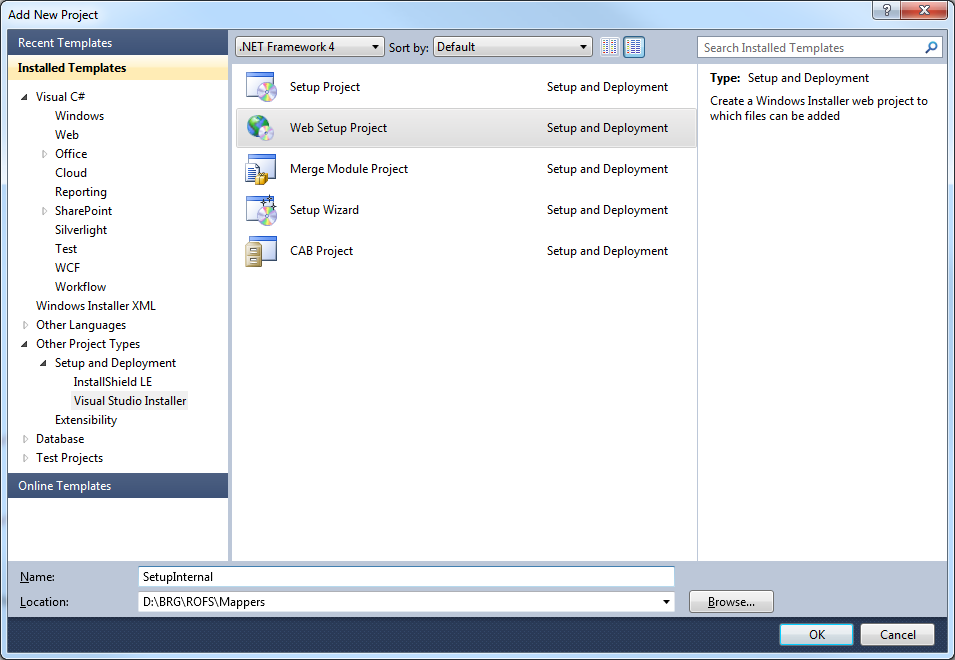 Add New Project
?
Recent Templates
Installed Templates
Visual C#
Windows
Web
Office
Cloud
Reporting
SharePoint
Silverlight
Test
WCF
Workflow
Windows Installer XML
Other Languages
Other Project Types
Setup and Deployment
InstallShield LE
Visual Studio Installer
Extensibility
Database
Test Projects
Online Templates
.NET Framework 4 Sort by: Default
Setup Project Setup and Deployment
Web Setup Project Setup and Deployment
Merge Module Project Setup and Deployment
Setup Wizard Setup and Deployment
CAB Project Setup and Deployment
Search Installed Templates
Type: Setup and Deployment
Create a Windows Installer web project to
which files can be added
Name: SetupInternal
Location: D:\BRG\ROFS\Mappers Browse...
OK Cancel